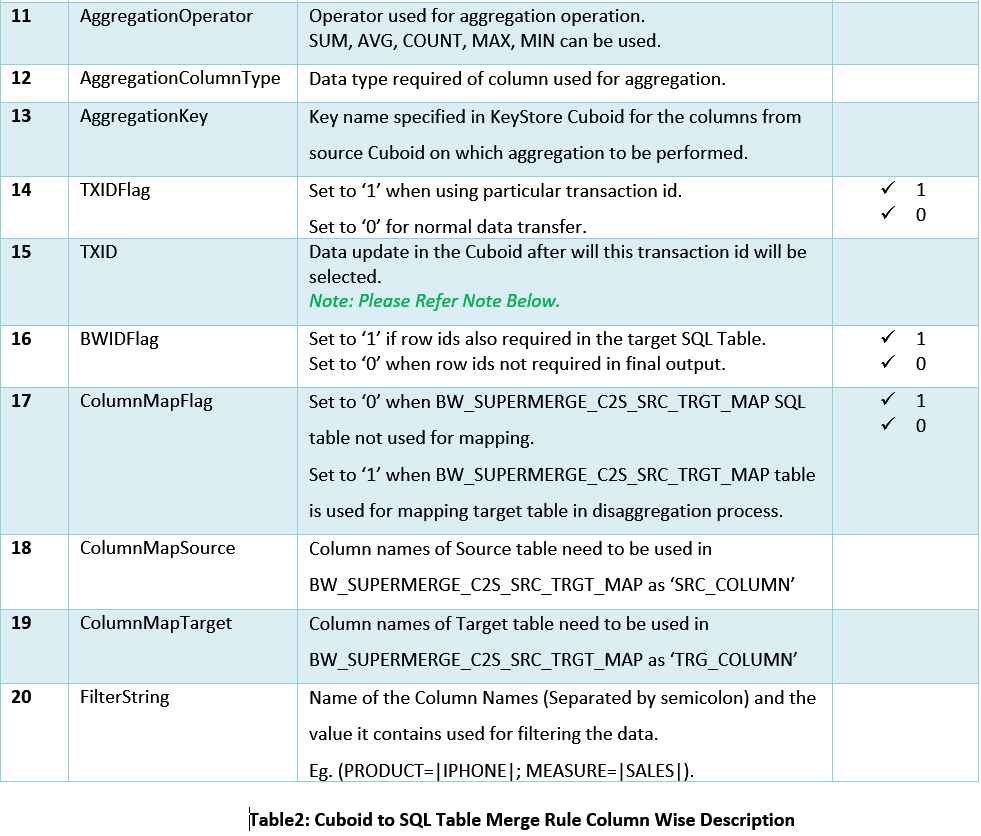 11 AggregationOperator Operator used for aggregation operation.
SUM, AVG, COUNT, MAX, MIN can be used.
12 AggregationColumnType Data type required of column used for aggregation.
13 AggregationKey Key name specified in KeyStore Cuboid for the columns from
source Cuboid on which aggregation to be performed.
14 TXIDFlag Set to ‘1’ when using particular transaction id. ✓ 1
Set to ‘0’ for normal data transfer. ✓ 0
15 TXID Data update in the Cuboid after will this transaction id will be
selected.
Note: Please Refer Note Below.
16 BWIDFlag Set to ‘1’ if row ids also required in the target SQL Table. ✓ 1
Set to ‘0’ when row ids not required in final output. ✓ 0
17 ColumnMapFlag Set to ‘0’ when BW_SUPERMERGE_C2S_SRC_TRGT_MAP SQL ✓ 1
table not used for mapping. ✓ 0
Set to ‘1’ when BW_SUPERMERGE_C2S_SRC_TRGT_MAP table
is used for mapping target table in disaggregation process.
18 ColumnMapSource Column names of Source table need to be used in
BW_SUPERMERGE_C2S_SRC_TRGT_MAP as ‘SRC_COLUMN’
19 ColumnMapTarget Column names of Target table need to be used in
BW_SUPERMERGE_C2S_SRC_TRGT_MAP as ‘TRG_COLUMN’
20 FilterString Name of the Column Names (Separated by semicolon) and the
value it contains used for filtering the data.
Eg. (PRODUCT=|IPHONE|; MEASURE=|SALES|).
Table2: Cuboid to SQL Table Merge Rule Column Wise Description